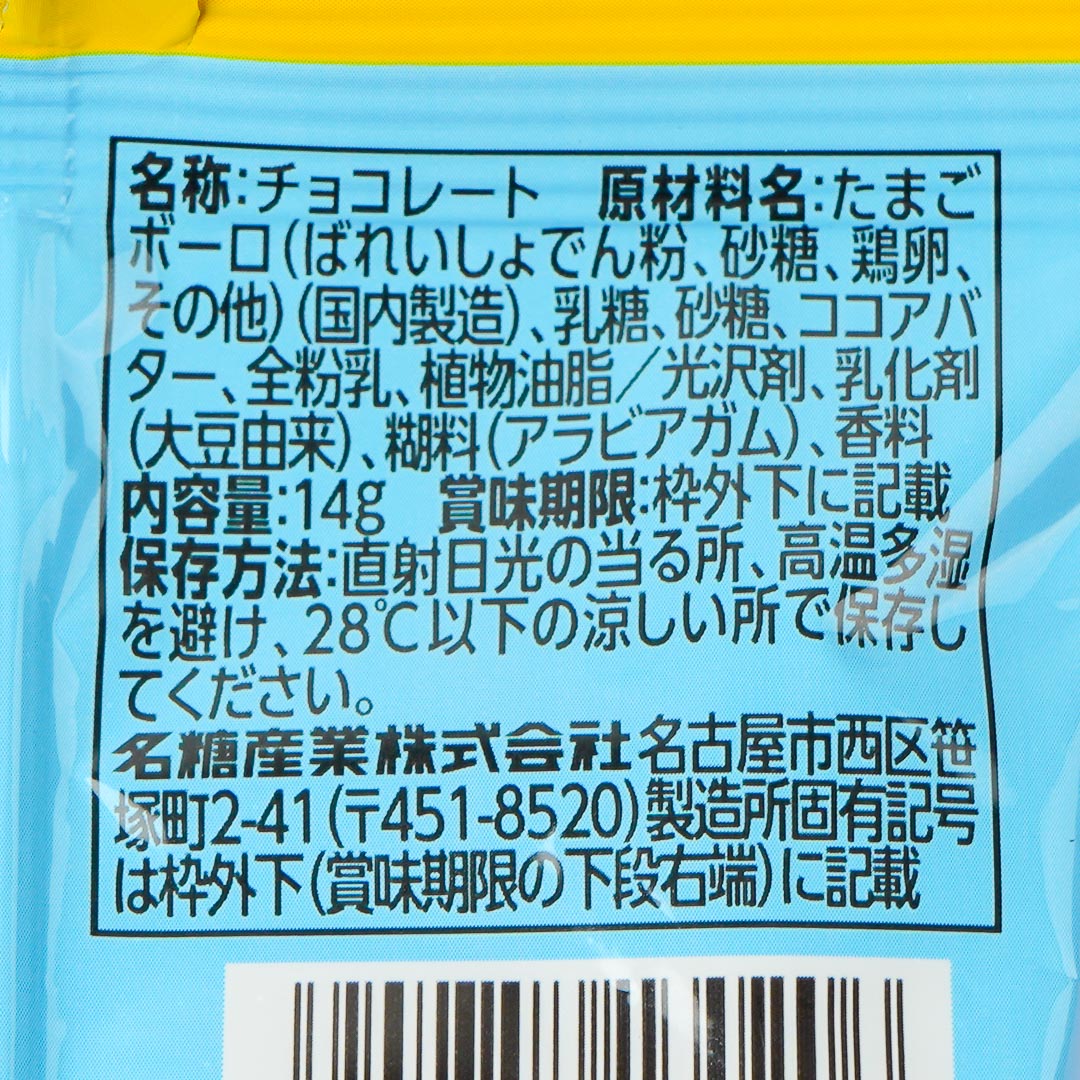 名称:チョコレート 原材料名:たまご
ボーロ(ばれいしょでん粉、砂糖、鶏卵、
その他)(国内製造)、乳糖、砂糖、ココアバ
ター、全粉乳、植物油脂/光沢剤、乳化剤
(大豆由来)、糊料(アラビアガム)、香料
内容量:14g 賞味期限:枠外下に記載
保存方法:直射日光の当る所、高温多湿
を避け、28℃以下の涼しい所で保存し
てください。
名糖産業株式会社 名古屋市西区笹
塚町2-41(〒451-8520)製造所固有記号
は枠外下(賞味期限の下段右端)に記載